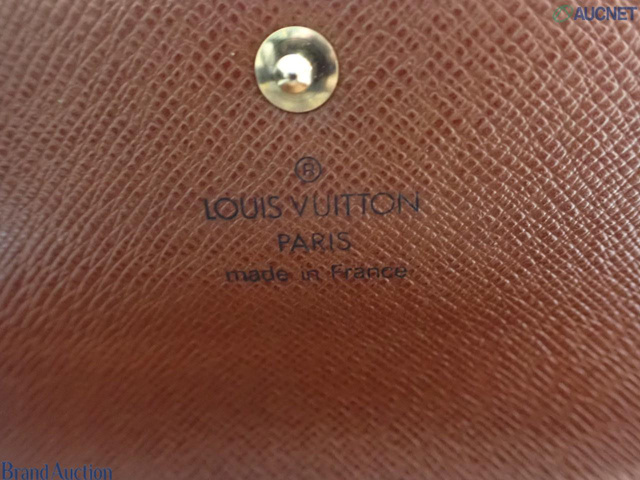 AUCNET
®
LOUIS VUITTON
PARIS
made in France
Brand Auction